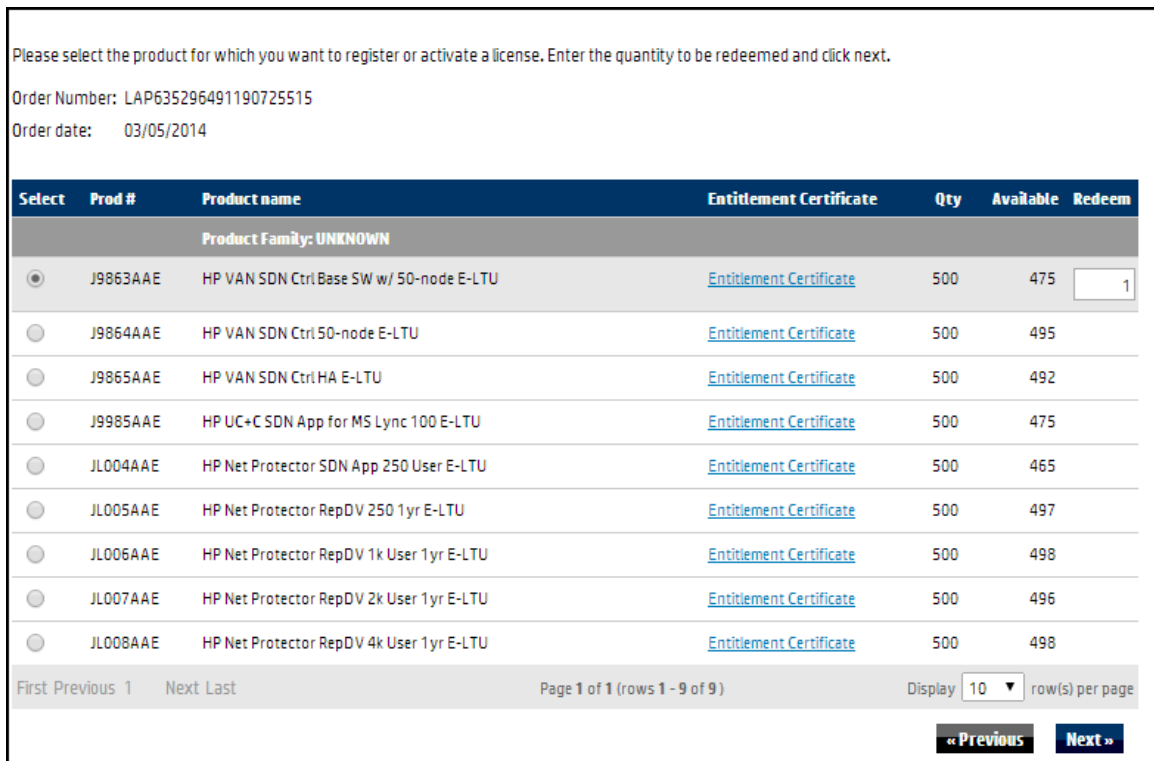 Please select the product for which you want to register or activate a license. Enter the quantity to be redeemed and click next.
Order Number: LAP635296491190725515
Order date: 03/05/2014
Select Prod # Product name Entitlement Certificate Qty Available Redeem
Product Family: UNKNOWN
J9863AAE HP VAN SDN Ctrl Base SW w/ 50-node E-LTU Entitlement Certificate 500 475 1
J9864AAE HP VAN SDN Ctrl 50-node E-LTU Entitlement Certificate 500 495
J9865AAE HP VAN SDN Ctrl HA E-LTU Entitlement Certificate 500 492
J9985AAE HP UC+C SDN App for MS Lync 100 E-LTU Entitlement Certificate 500 475
JL004AAE HP Net Protector SDN App 250 User E-LTU Entitlement Certificate 500 465
JL005AAE HP Net Protector RepDV 250 1yr E-LTU Entitlement Certificate 500 497
JL006AAE HP Net Protector RepDV 1k User 1yr E-LTU Entitlement Certificate 500 498
JL007AAE HP Net Protector RepDV 2k User 1yr E-LTU Entitlement Certificate 500 496
JL008AAE HP Net Protector RepDV 4k User 1yr E-LTU Entitlement Certificate 500 498
First Previous 1 Next Last Page 1 of 1 (rows 1 - 9 of 9) Display 10 ▼ row(s) per page
« Previous Next »